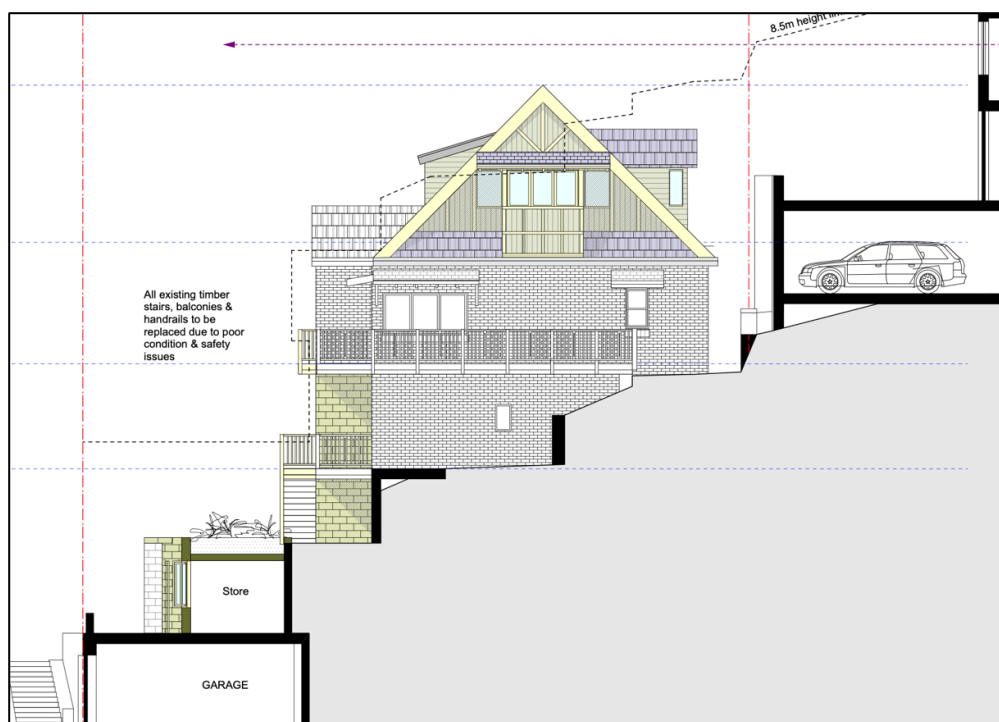 8.5m height
All existing timber
stairs, balconies &
handrails to be
replaced due to poor
condition & safety
issues
Store
GARAGE